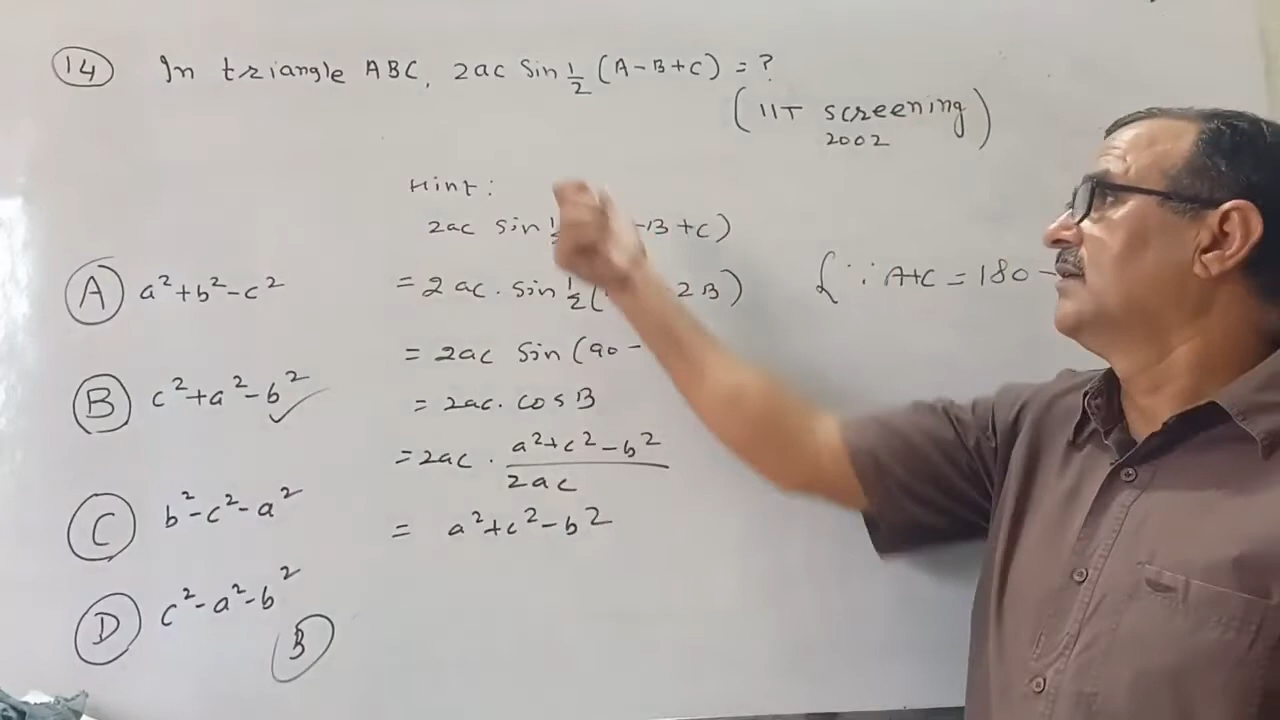 14 In triangle ABC, 2ac Sin 1/2 (A-B+C) = ?
(IIT screening
2002)
Hint:
2ac sin -B+C)
= 2ac . sin 1/2( 2B) { ∵ A+C = 180 -
= 2ac sin(90 -
= 2ac . cos B
= 2ac . a²+c²-b² / 2ac
= a²+c²-b²
A a²+b²-c²
B c²+a²-b² ✓
C b²-c²-a²
D c²-a²-b²
B